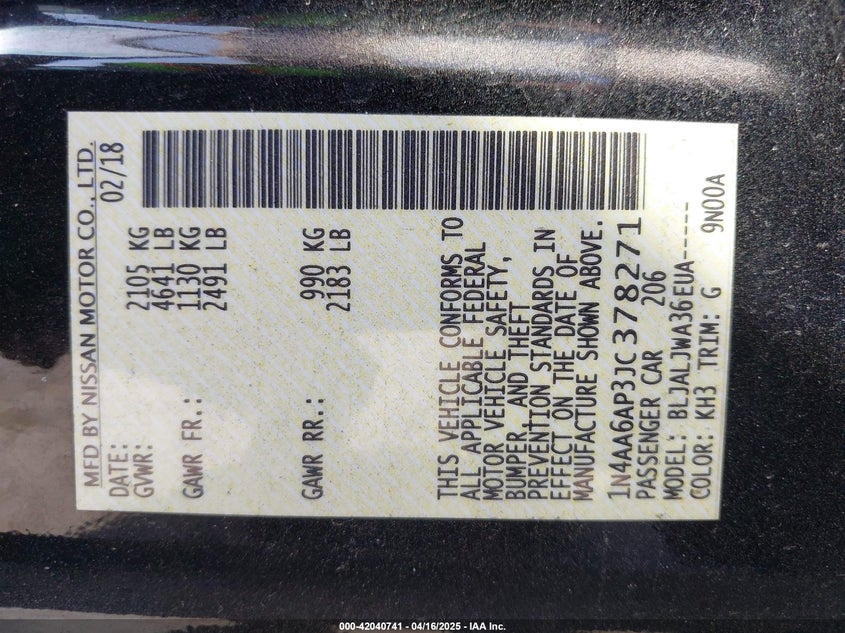 MFD BY NISSAN MOTOR CO., LTD.
DATE: 02/18
GVWR: 2105 KG
4641 LB
GAWR FR.: 1130 KG
2491 LB
GAWR RR.: 990 KG
2183 LB
THIS VEHICLE CONFORMS TO
ALL APPLICABLE FEDERAL
MOTOR VEHICLE SAFETY,
BUMPER, AND THEFT
PREVENTION STANDARDS IN
EFFECT ON THE DATE OF
MANUFACTURE SHOWN ABOVE.
1N4AA6AP3JC378271
PASSENGER CAR 206
MODEL: BLJALJWA36EUA-----
COLOR: KH3 TRIM: G 9N00A
000-42040741 - 04/16/2025 - IAA Inc.